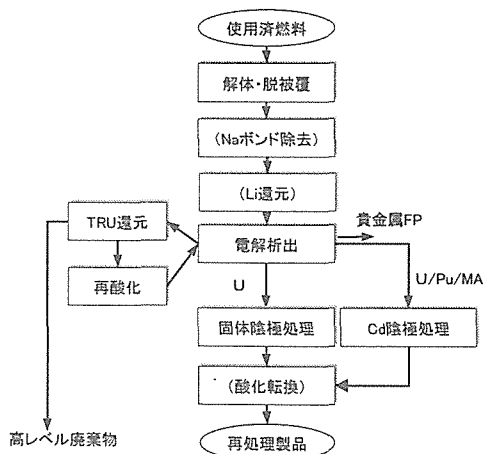 使用済燃料
解体・脱被覆
(Naボンド除去)
(Li還元)
TRU還元
貴金属FP
電解析出
再酸化
U
U/Pu/MA
固体陰極処理
Cd陰極処理
(酸化転換)
高レベル廃棄物
再処理製品